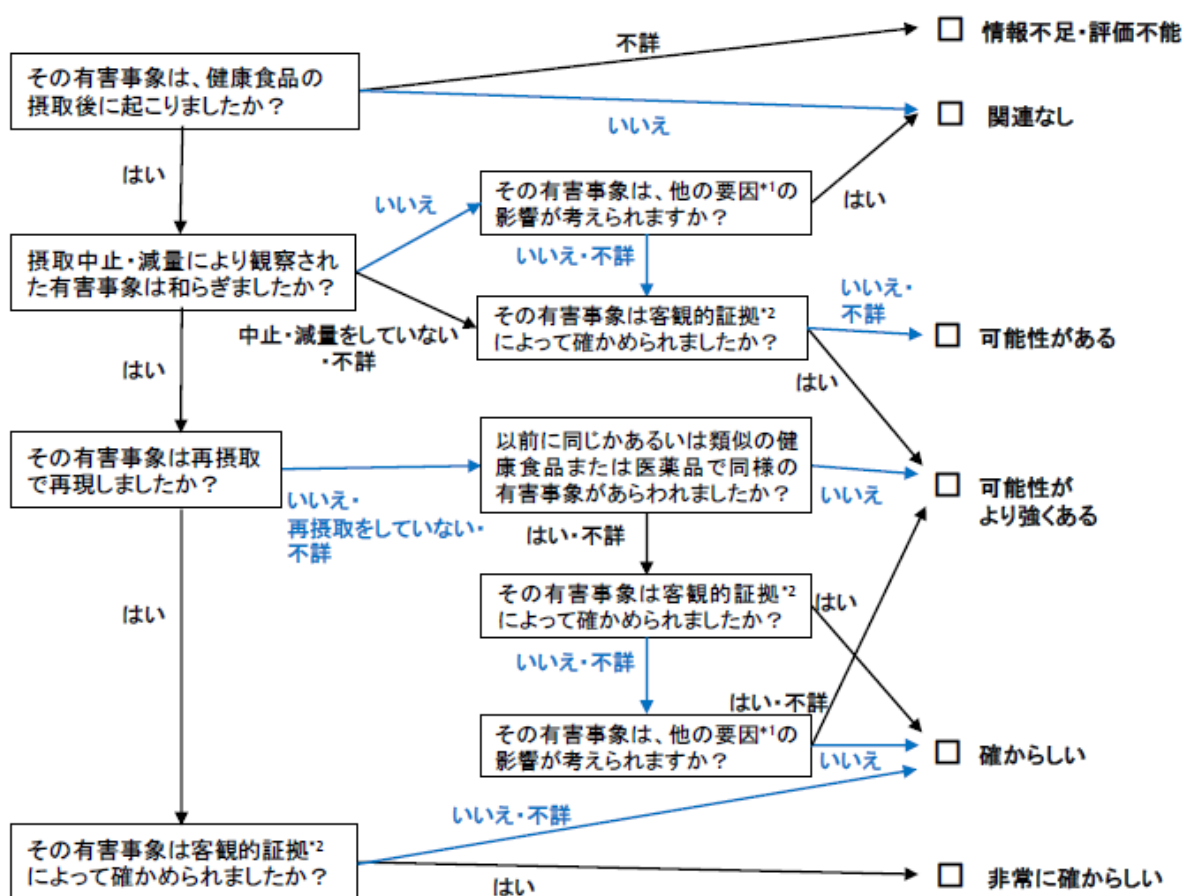 不詳
□ 情報不足・評価不能
その有害事象は、健康食品の
摂取後に起こりましたか？
いいえ
□ 関連なし
はい
いいえ
その有害事象は、他の要因*1の
影響が考えられますか？
はい
摂取中止・減量により観察され
た有害事象は和らぎましたか？
いいえ・不詳
中止・減量をしていない
・不詳
その有害事象は客観的証拠*2
によって確かめられましたか？
いいえ・
不詳
□ 可能性がある
はい
はい
その有害事象は再摂取
で再現しましたか？
いいえ・
再摂取をしていない・
不詳
以前に同じかあるいは類似の健
康食品または医薬品で同様の
有害事象があらわれましたか？
いいえ
□ 可能性が
より強くある
はい・不詳
はい
その有害事象は客観的証拠*2
によって確かめられましたか？
はい
いいえ・不詳
はい・不詳
その有害事象は、他の要因*1の
影響が考えられますか？
いいえ
□ 確からしい
いいえ・不詳
その有害事象は客観的証拠*2
によって確かめられましたか？
はい
□ 非常に確からしい